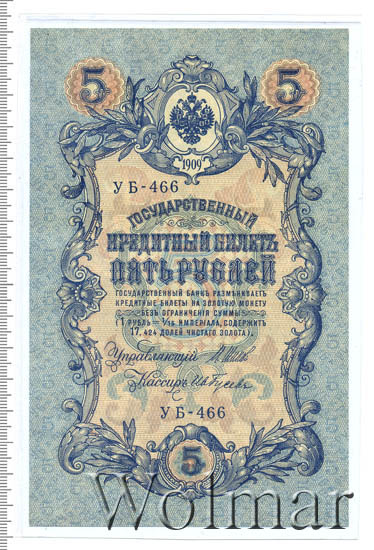 5 5
1909
УБ-466
ГОСУДАРСТВЕННЫЙ
КРЕДИТНЫЙ БИЛЕТЪ
ПЯТЬ РУБЛЕЙ
ГОСУДАРСТВЕННЫЙ БАНКЪ РАЗМѢНИВАЕТЪ
КРЕДИТНЫЕ БИЛЕТЫ НА ЗОЛОТУЮ МОНЕТУ
БЕЗЪ ОГРАНИЧЕНІЯ СУММЫ
(1 РУБЛЬ = 1/15 ИМПЕРІАЛА, СОДЕРЖИТЪ
17,424 ДОЛЕЙ ЧИСТАГО ЗОЛОТА).
Управляющій
Кассиръ
УБ-466
5
Wolmar